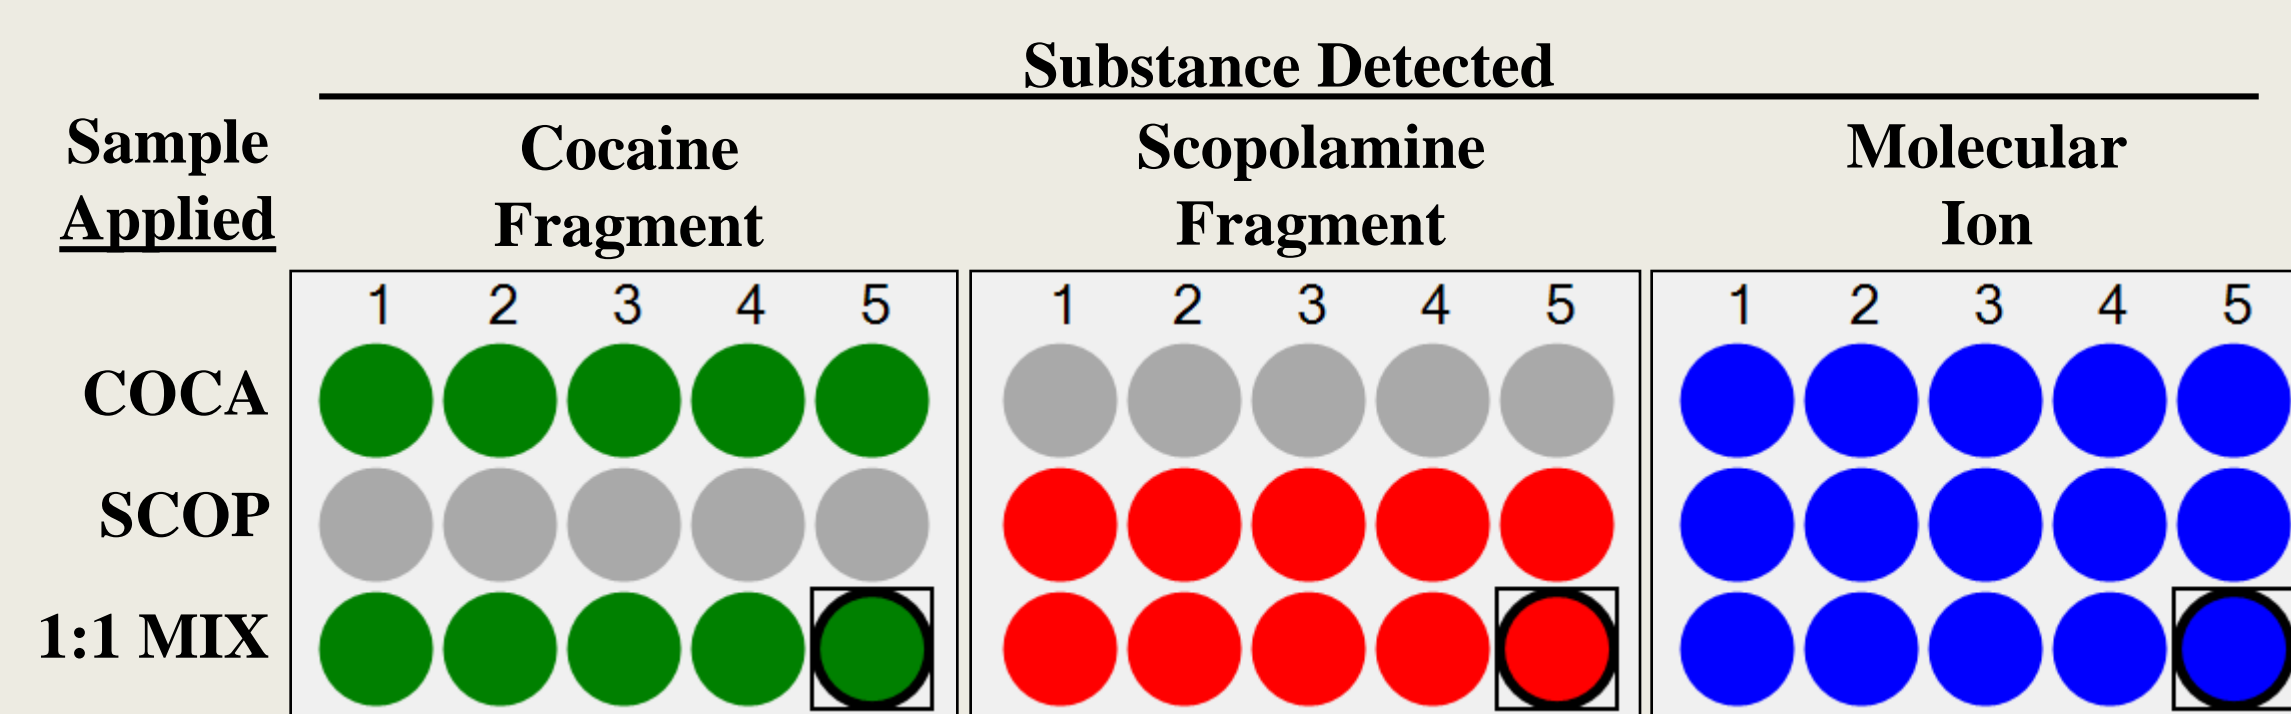 Substance Detected
Sample
Applied
Cocaine
Fragment
Scopolamine
Fragment
Molecular
Ion
1 2 3 4 5 1 2 3 4 5 1 2 3 4 5
COCA
SCOP
1:1 MIX